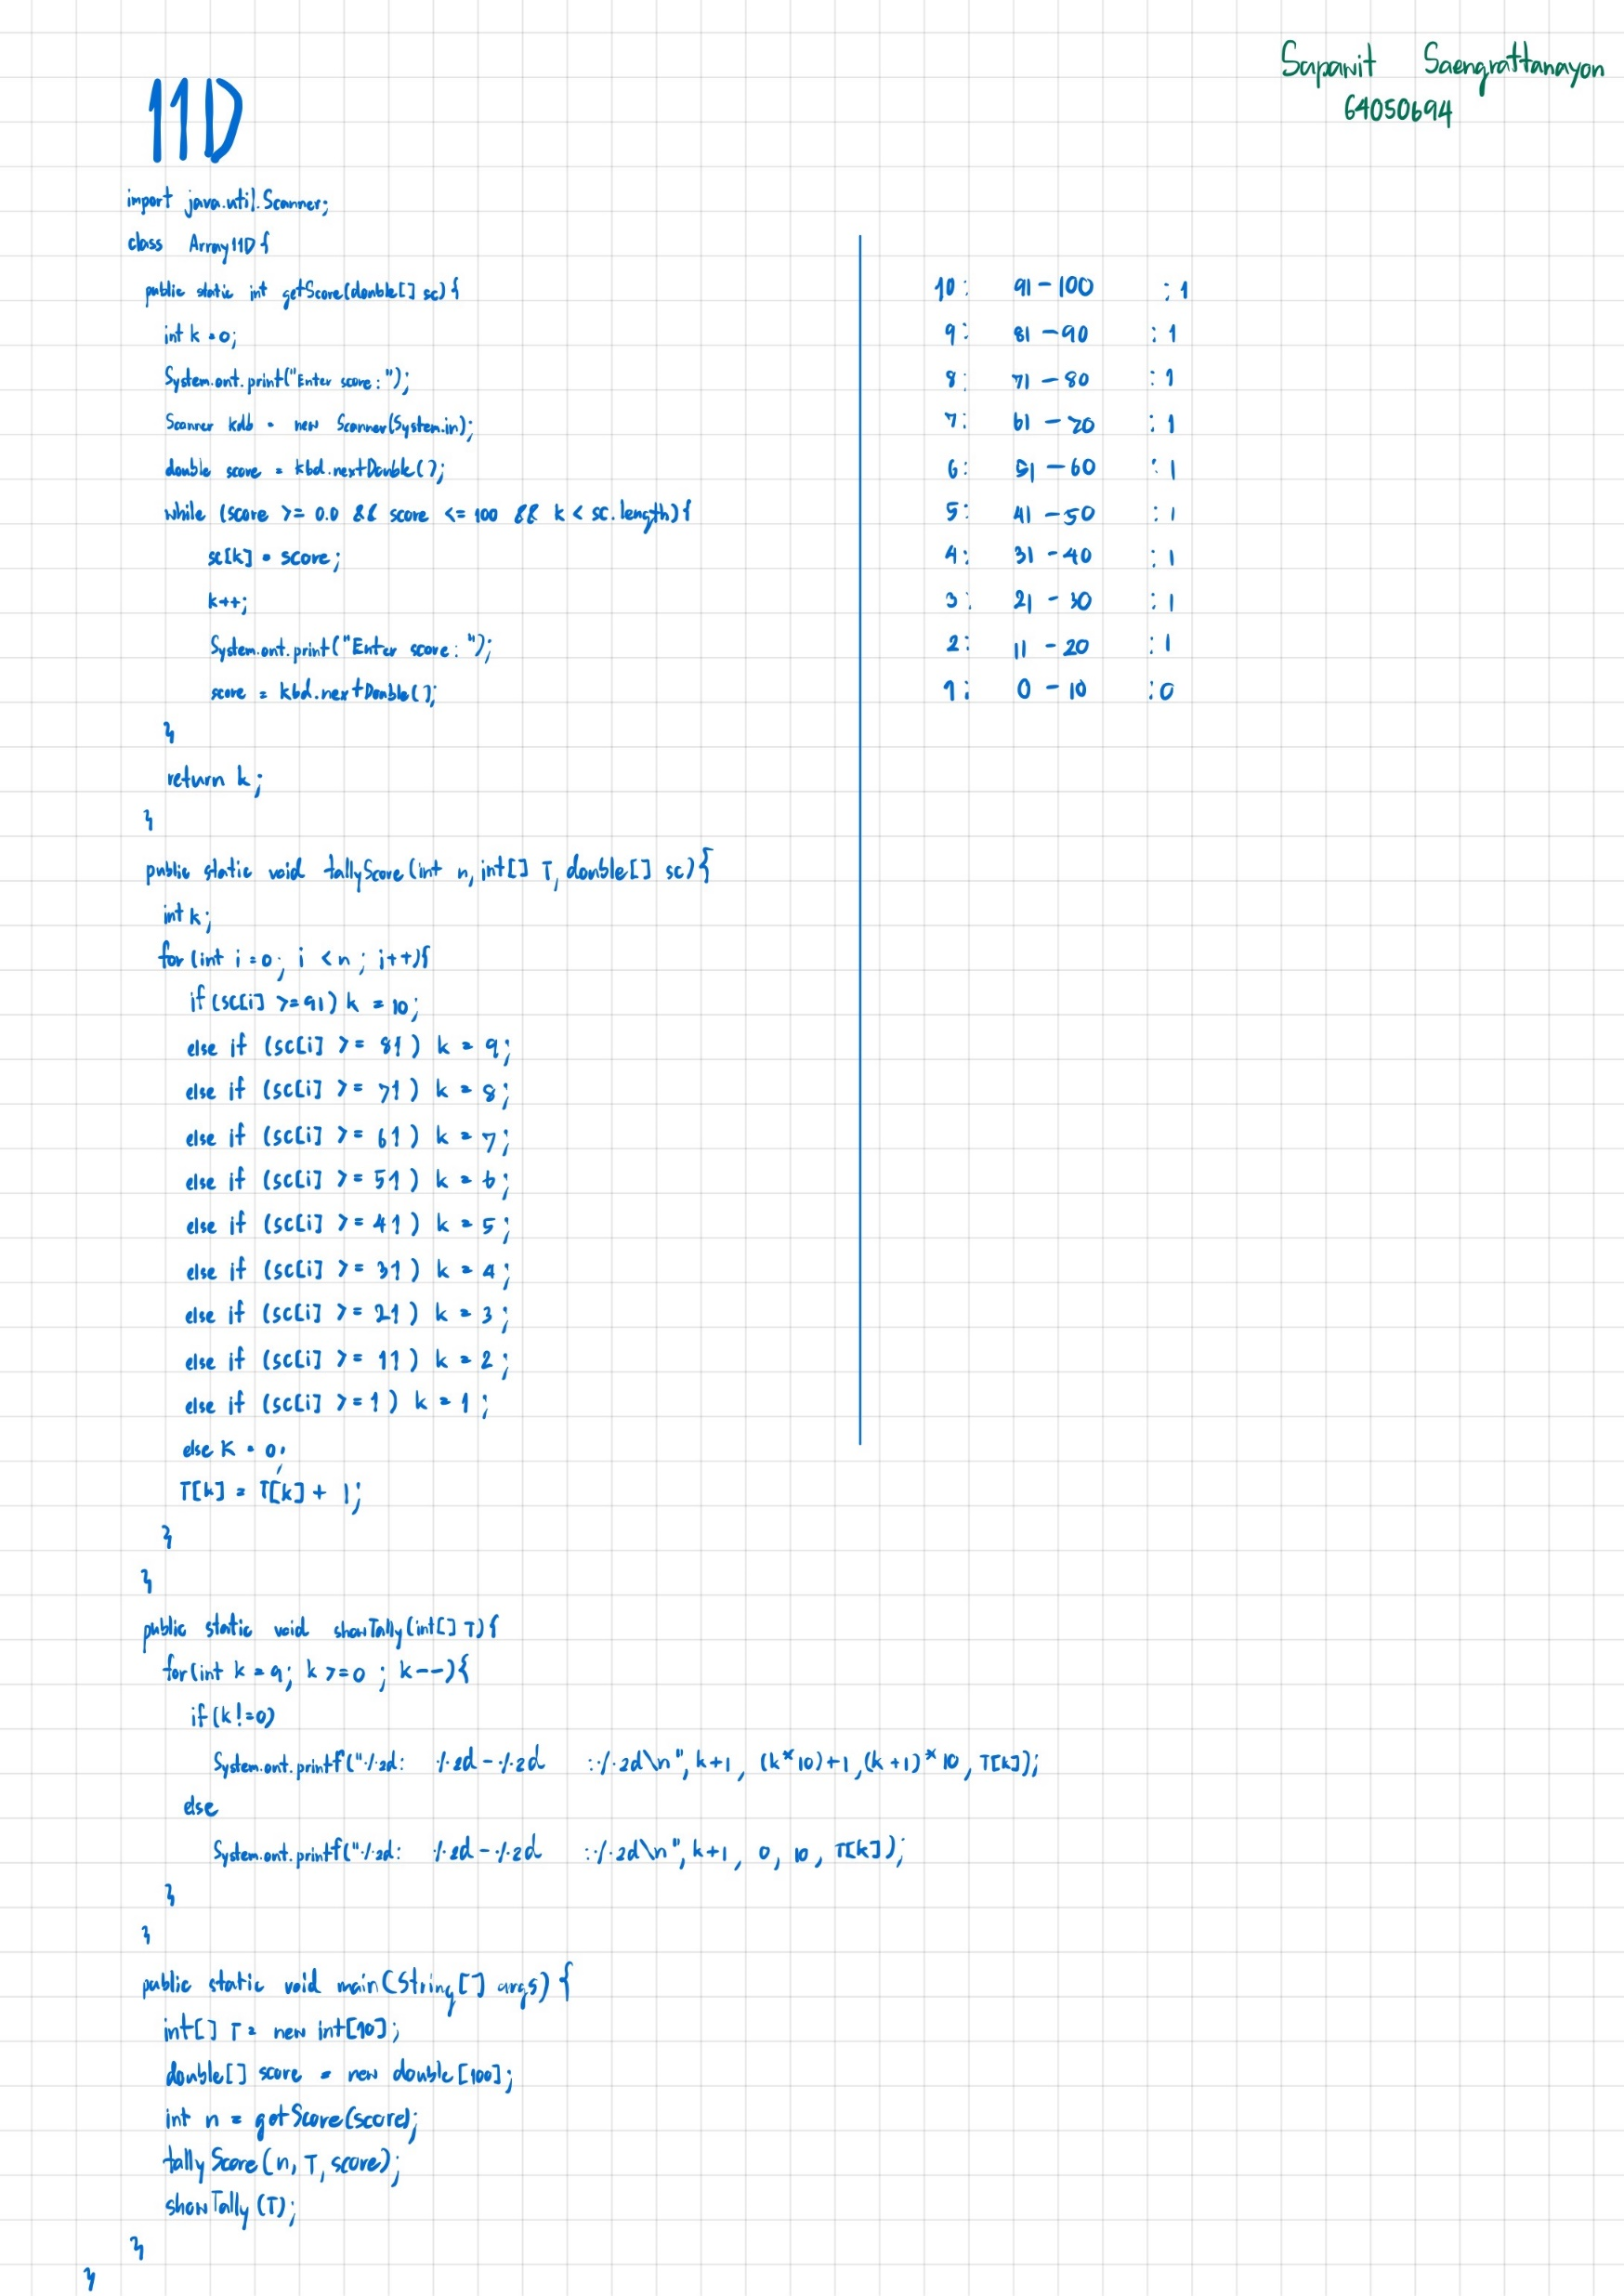 Sapawit Saengrattanayon
64050694
11D
import java.util.Scanner;
class Array11D{
public static int getScore(double[] sc){
int k = 0;
System.out.print("Enter score: ");
Scanner kdb = new Scanner(System.in);
double score = kbd.nextDouble();
while (score >= 0.0 && score <= 100 && k < sc.length){
sc[k] = score;
k++;
System.out.print("Enter score: ");
score = kbd.nextDouble();
}
return k;
}
public static void tallyScore(int n, int[] T, double[] sc){
int k;
for(int i=0; i <n; i++){
if(sc[i] >=91) k = 10;
else if (sc[i] >= 81) k = 9;
else if (sc[i] >= 71) k = 8;
else if (sc[i] >= 61) k = 7;
else if (sc[i] >= 51) k = 6;
else if (sc[i] >= 41) k = 5;
else if (sc[i] >= 31) k = 4;
else if (sc[i] >= 21) k = 3;
else if (sc[i] >= 11) k = 2;
else if (sc[i] >=1) k = 1;
else k = 0;
T[k] = T[k] + 1;
}
}
public static void showTally(int[] T){
for(int k = 9; k >=0; k--){
if(k!=0)
System.out.printf("%2d: %2d-%2d :%2d\n", k+1, (k*10)+1, (k+1)*10, T[k]);
else
System.out.printf("%2d: %2d-%2d :%2d\n", k+1, 0, 10, T[k]);
}
}
public static void main(String[] args) {
int[] T = new int[10];
double[] score = new double[100];
int n = getScore(score);
tallyScore(n, T, score);
showTally(T);
}
}
10: 91-100 :1
9: 81-90 :1
8: 71-80 :1
7: 61-70 :1
6: 51-60 :1
5: 41-50 :1
4: 31-40 :1
3: 21-30 :1
2: 11-20 :1
1: 0-10 :0